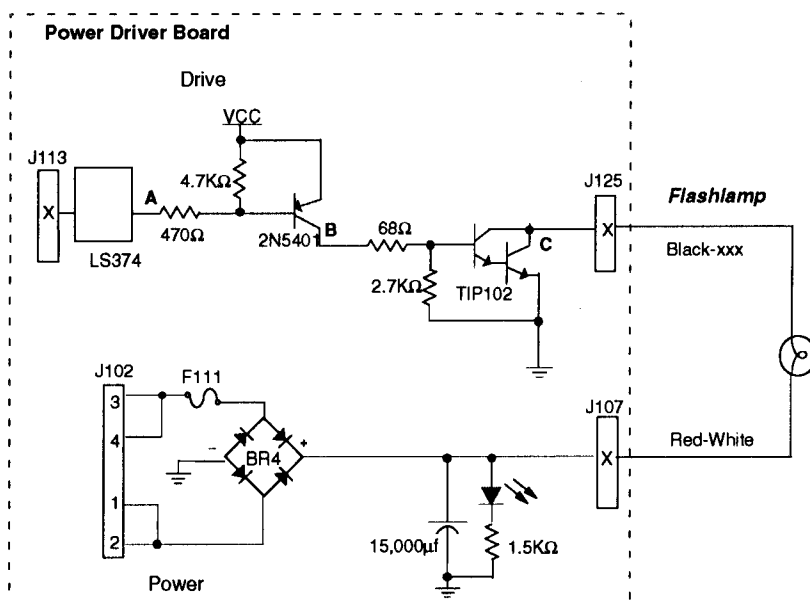 Power Driver Board
Drive
VCC
J113
X
LS374
A
470Ω
4.7KΩ
2N5401
B
68Ω
2.7KΩ
TIP102
C
J125
X
Flashlamp
Black-xxx
J102
3
4
1
2
F111
BR4
-
+
15,000µf
1.5KΩ
J107
X
Red-White
Power